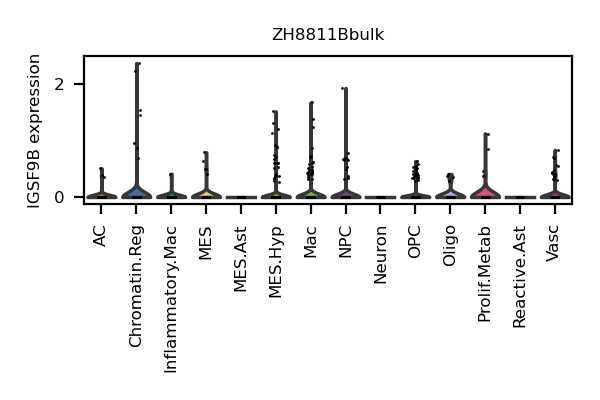 ZH8811Bbulk
IGSF9B expression
2
0
AC
Chromatin.Reg
Inflammatory.Mac
MES
MES.Ast
MES.Hyp
Mac
NPC
Neuron
OPC
Oligo
Prolif.Metab
Reactive.Ast
Vasc